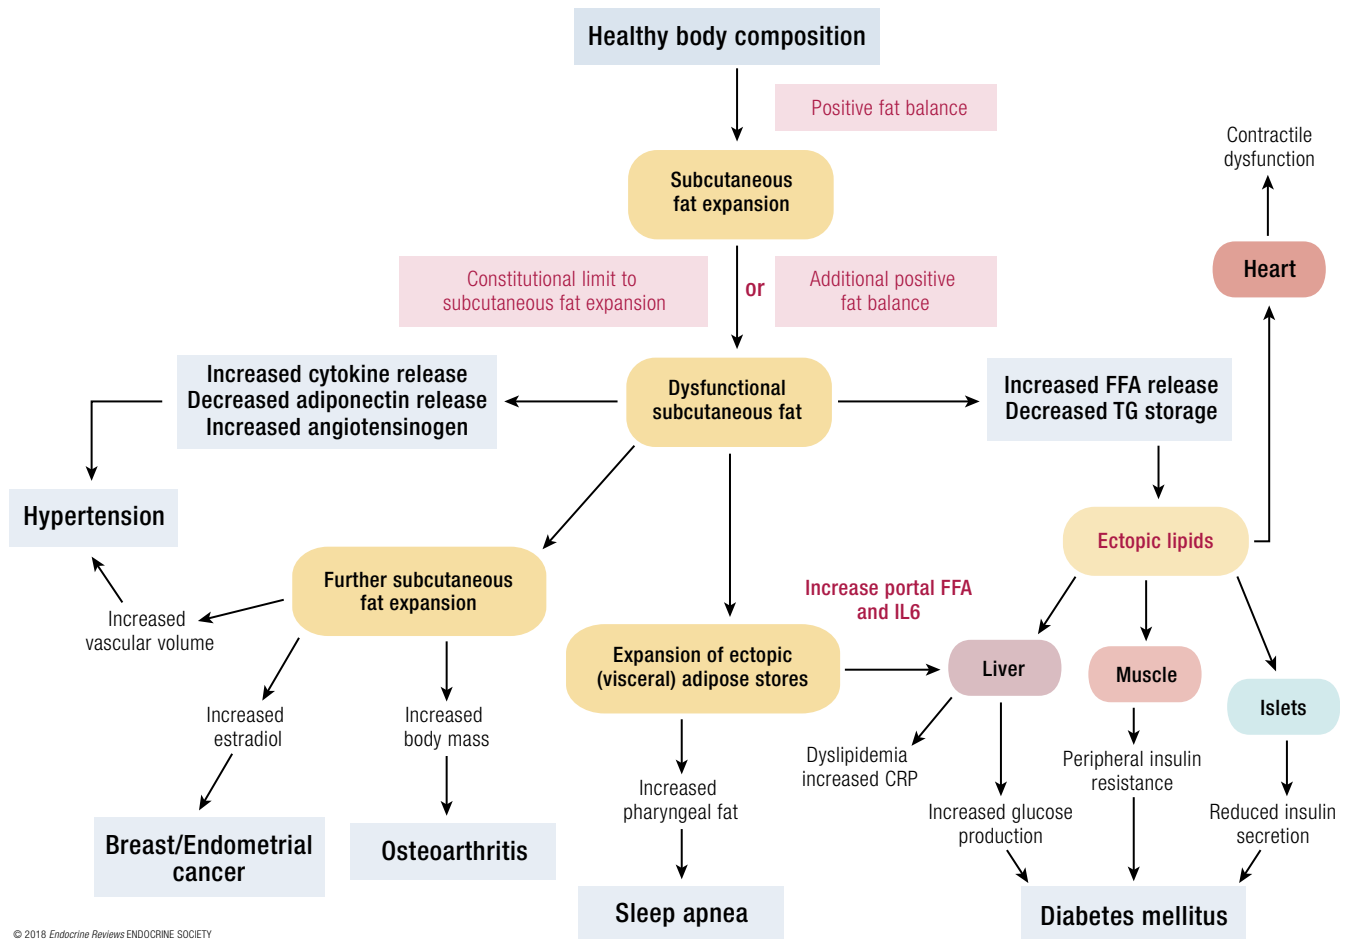 Healthy body composition
Positive fat balance
Contractile
dysfunction
Subcutaneous
fat expansion
Heart
Constitutional limit to
subcutaneous fat expansion
or
Additional positive
fat balance
Increased cytokine release
Decreased adiponectin release
Increased angiotensinogen
Dysfunctional
subcutaneous fat
Increased FFA release
Decreased TG storage
Hypertension
Ectopic lipids
Further subcutaneous
fat expansion
Increase portal FFA
and IL6
Increased
vascular volume
Expansion of ectopic
(visceral) adipose stores
Liver
Muscle
Islets
Increased
estradiol
Increased
body mass
Dyslipidemia
increased CRP
Peripheral insulin
resistance
Increased
pharyngeal fat
Increased glucose
production
Reduced insulin
secretion
Breast/Endometrial
cancer
Osteoarthritis
Sleep apnea
Diabetes mellitus
© 2018 Endocrine Reviews ENDOCRINE SOCIETY